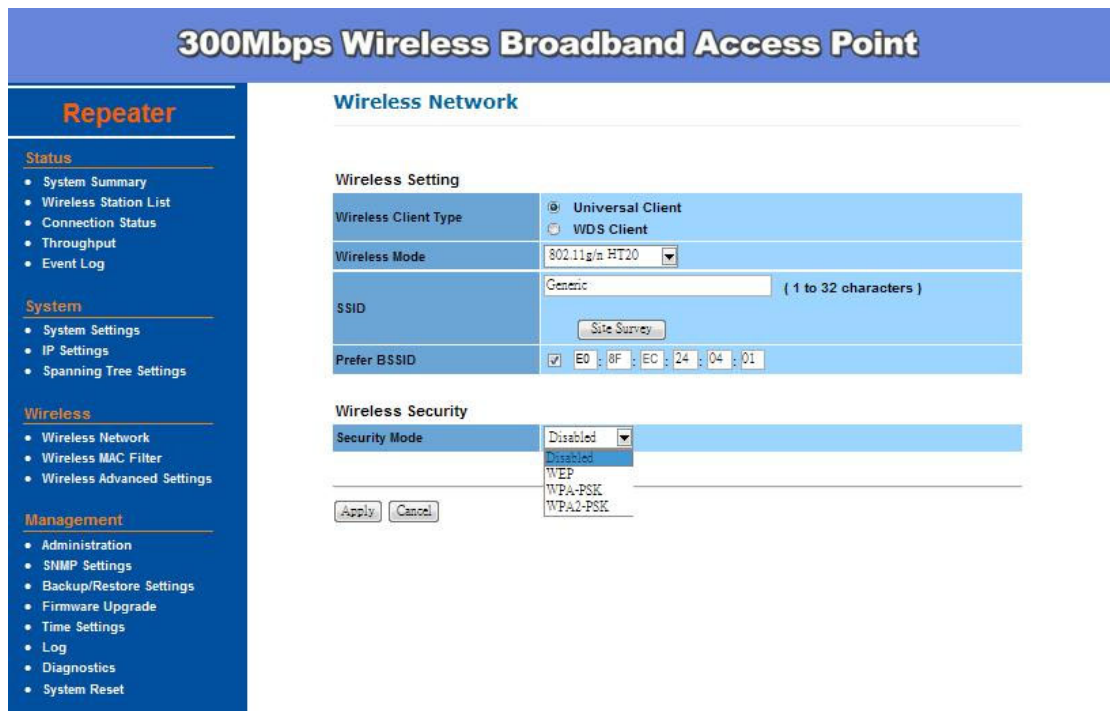 300Mbps Wireless Broadband Access Point
Repeater
Status
System Summary
Wireless Station List
Connection Status
Throughput
Event Log
System
System Settings
IP Settings
Spanning Tree Settings
Wireless
Wireless Network
Wireless MAC Filter
Wireless Advanced Settings
Management
Administration
SNMP Settings
Backup/Restore Settings
Firmware Upgrade
Time Settings
Log
Diagnostics
System Reset
Wireless Network
Wireless Setting
Wireless Client Type
Universal Client
WDS Client
Wireless Mode
802.11g/n HT20
SSID
Generic
( 1 to 32 characters )
Site Survey
Prefer BSSID
E0 : 8F : EC : 24 : 04 : 01
Wireless Security
Security Mode
Disabled
Disabled
WEP
WPA-PSK
WPA2-PSK
Apply Cancel